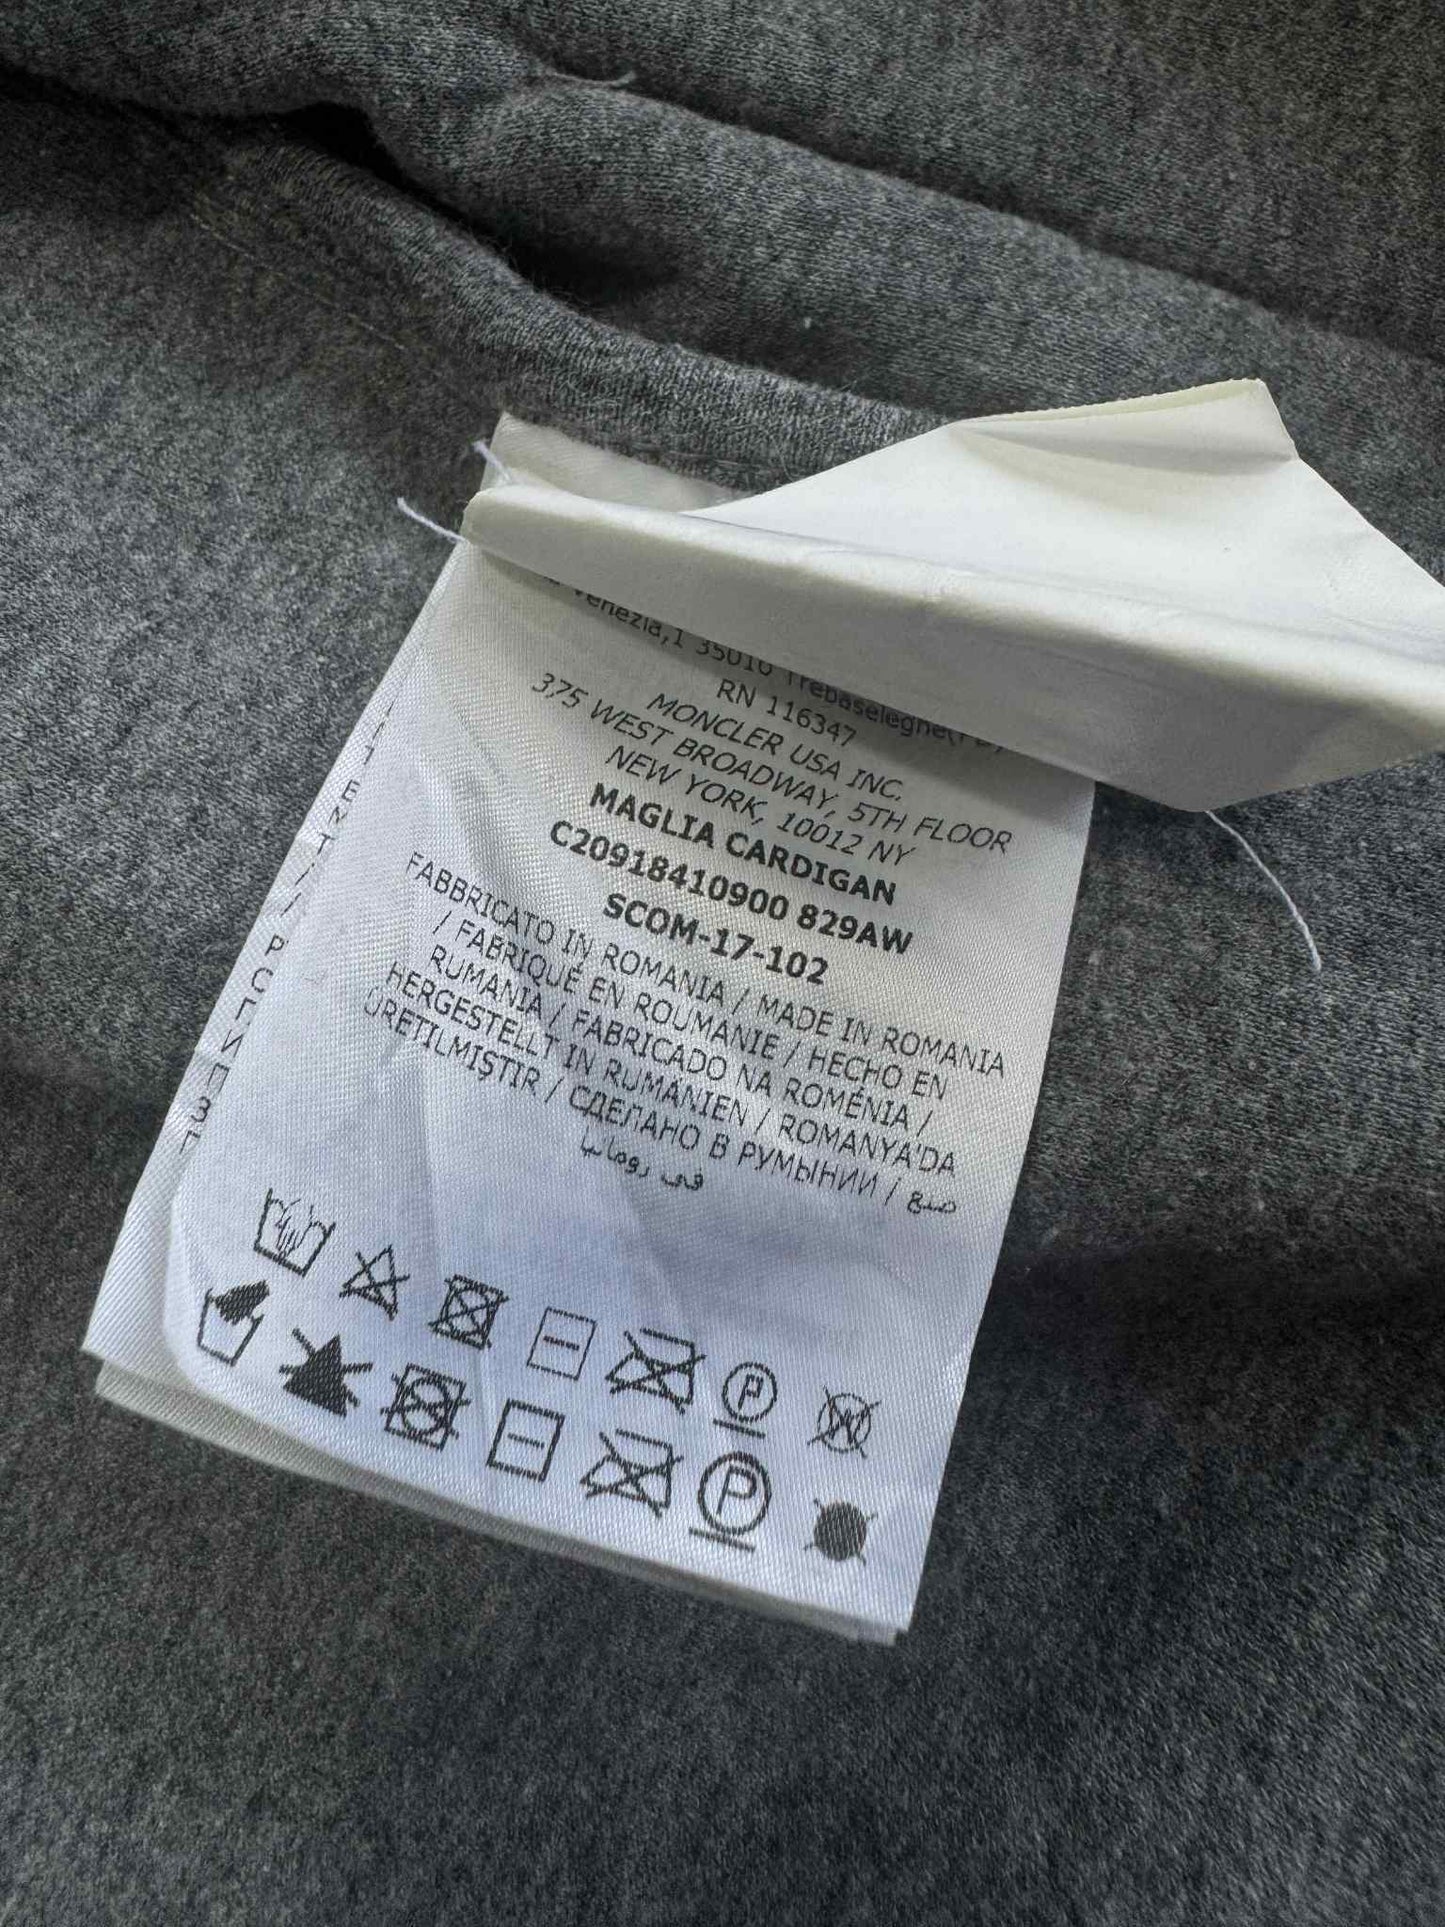 Venezia,1 35010 Trebaseleghe(PD)
RN 116347
MONCLER USA INC.
375 WEST BROADWAY, 5TH FLOOR
NEW YORK, 10012 NY
MAGLIA CARDIGAN
C20918410900 829AW
SCOM-17-102
FABBRICATO IN ROMANIA / MADE IN ROMANIA
/ FABRIQUÉ EN ROUMANIE / HECHO EN
RUMANIA / FABRICADO NA ROMÉNIA /
HERGESTELLT IN RUMÄNIEN / ROMANYA'DA
ÜRETILMIŞTIR / СДЕЛАНО В РУМЫНИИ / صنع
في رومانيا
P
W
P